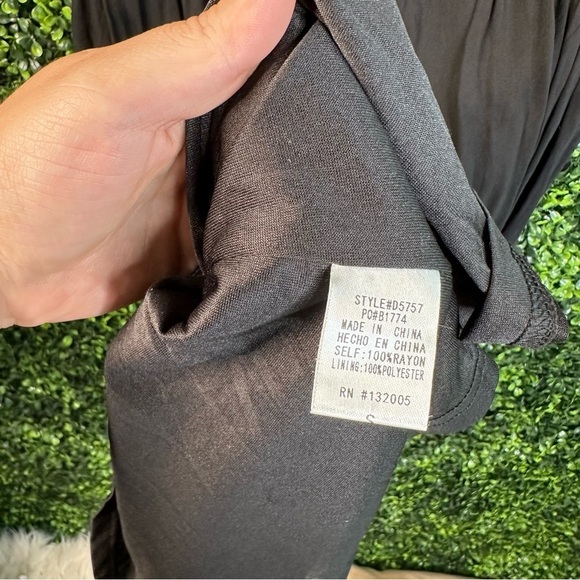 STYLE#D5757
PO#B1774
MADE IN CHINA
HECHO EN CHINA
SELF:100%RAYON
LINING:100%POLYESTER
RN #132005
S